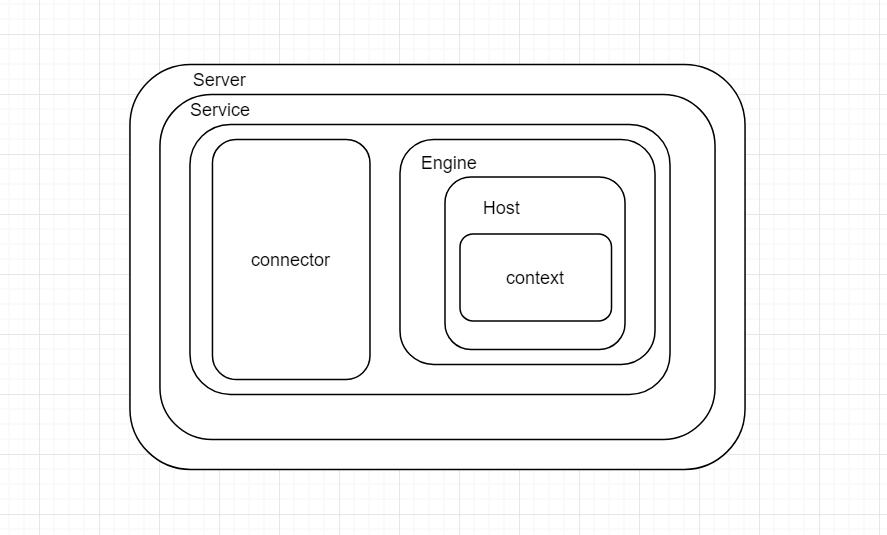 Server
Service
Engine
Host
connector
context